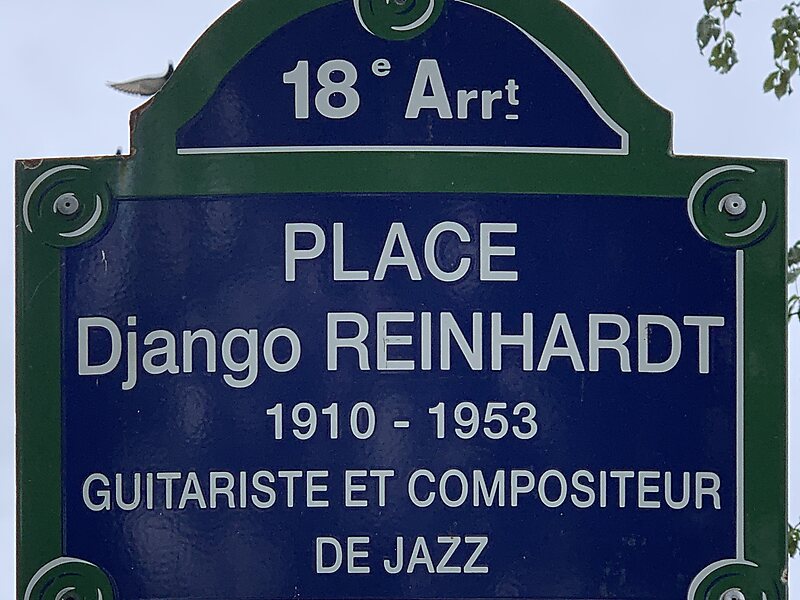 18e Arrt
PLACE
Django REINHARDT
1910 - 1953
GUITARISTE ET COMPOSITEUR
DE JAZZ